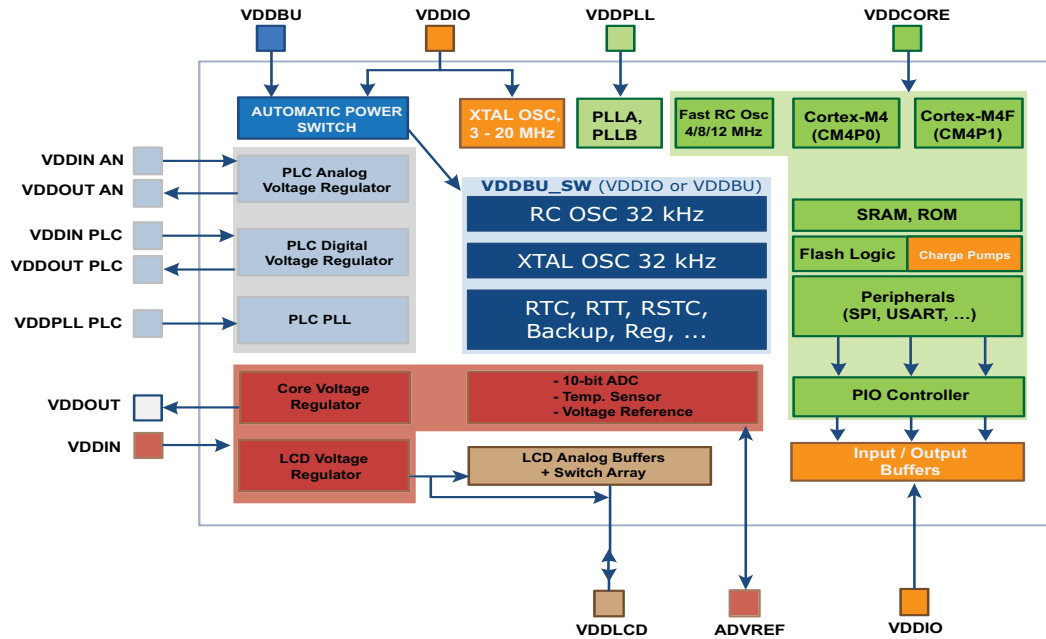 VDDBU
VDDIO
VDDPLL
VDDCORE
AUTOMATIC POWER
SWITCH
XTAL OSC,
3 - 20 MHz
PLLA,
PLLB
Fast RC Osc
4/8/12 MHz
Cortex-M4
(CM4P0)
Cortex-M4F
(CM4P1)
VDDIN AN
VDDOUT AN
PLC Analog
Voltage Regulator
VDDBU_SW (VDDIO or VDDBU)
RC OSC 32 kHz
SRAM, ROM
VDDIN PLC
VDDOUT PLC
PLC Digital
Voltage Regulator
XTAL OSC 32 kHz
Flash Logic
Charge Pumps
VDDPLL PLC
PLC PLL
RTC, RTT, RSTC,
Backup, Reg, ...
Peripherals
(SPI, USART, ...)
VDDOUT
Core Voltage
Regulator
- 10-bit ADC
- Temp. Sensor
- Voltage Reference
PIO Controller
VDDIN
LCD Voltage
Regulator
LCD Analog Buffers
+ Switch Array
Input / Output
Buffers
VDDLCD
ADVREF
VDDIO